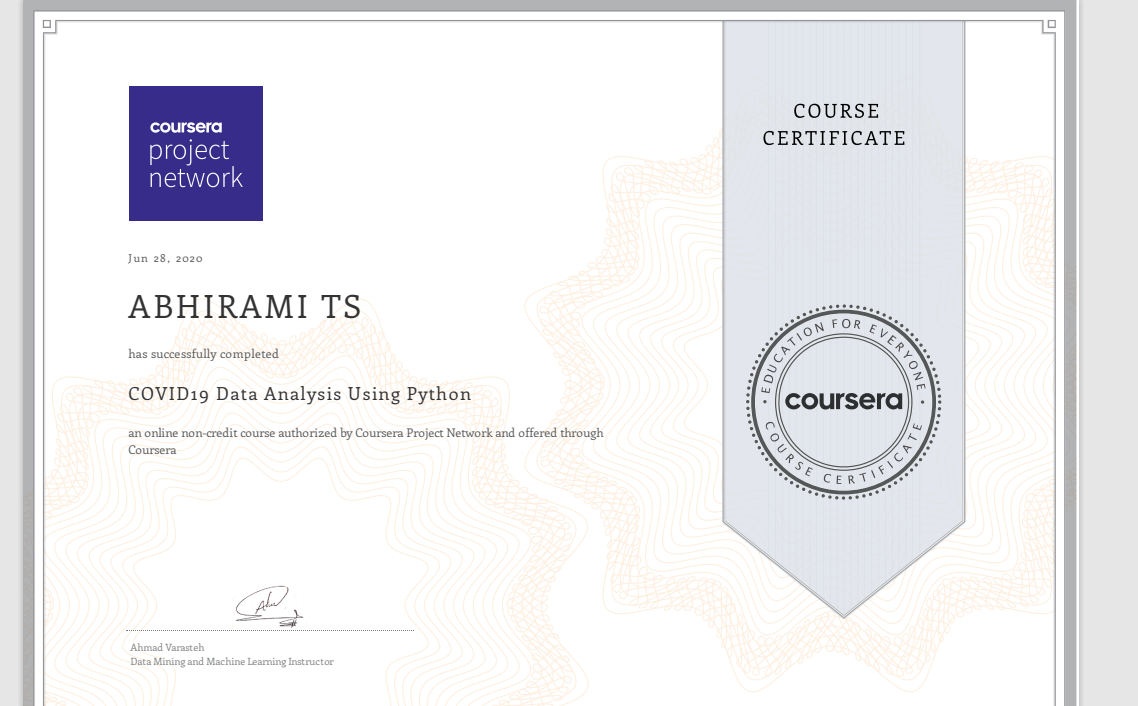 coursera
project
network
COURSE
CERTIFICATE
Jun 28, 2020
ABHIRAMI TS
has successfully completed
COVID19 Data Analysis Using Python
an online non-credit course authorized by Coursera Project Network and offered through
Coursera
EDUCATION FOR EVERYONE
coursera
COURSE CERTIFICATE
Ahmad Varasteh
Data Mining and Machine Learning Instructor